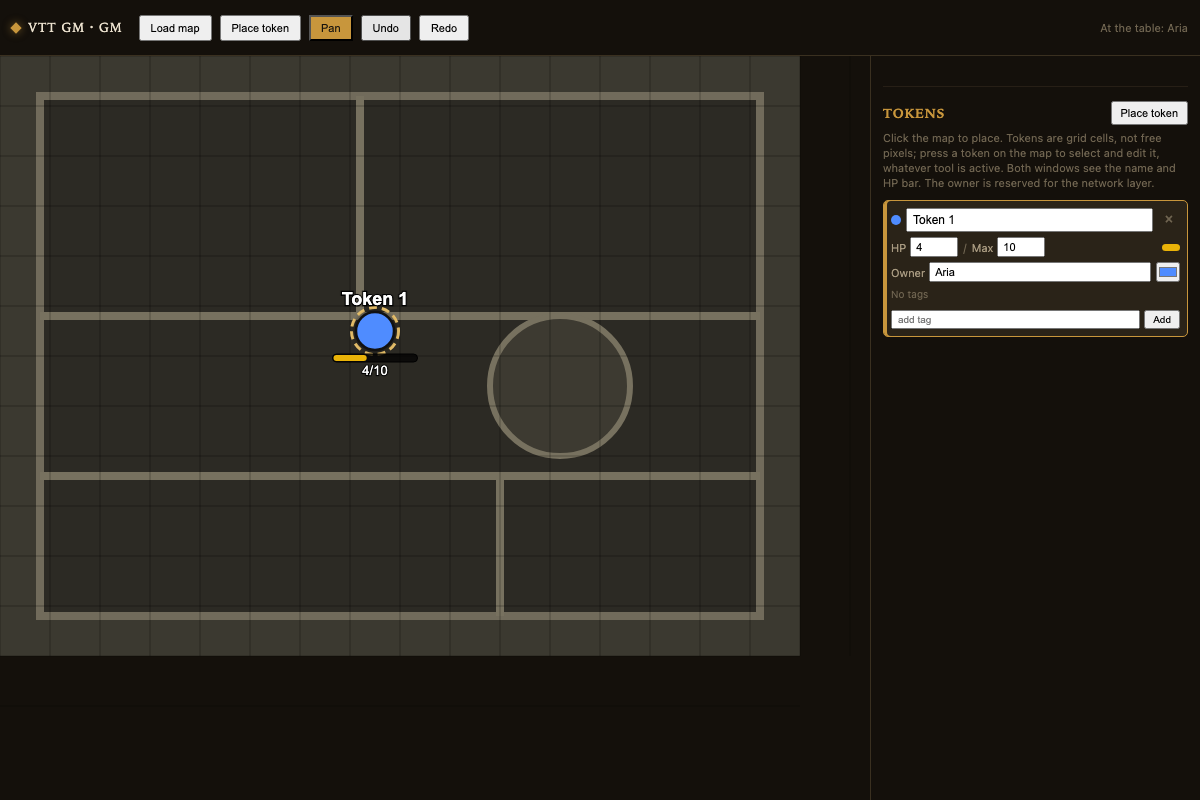 VTT GM · GM
Load map
Place token
Pan
Undo
Redo
At the table: Aria
TOKENS
Place token
Click the map to place. Tokens are grid cells, not free
pixels; press a token on the map to select and edit it,
whatever tool is active. Both windows see the name and
HP bar. The owner is reserved for the network layer.
Token 1
×
HP 4 / Max 10
Owner Aria
No tags
add tag
Add
Token 1
4/10